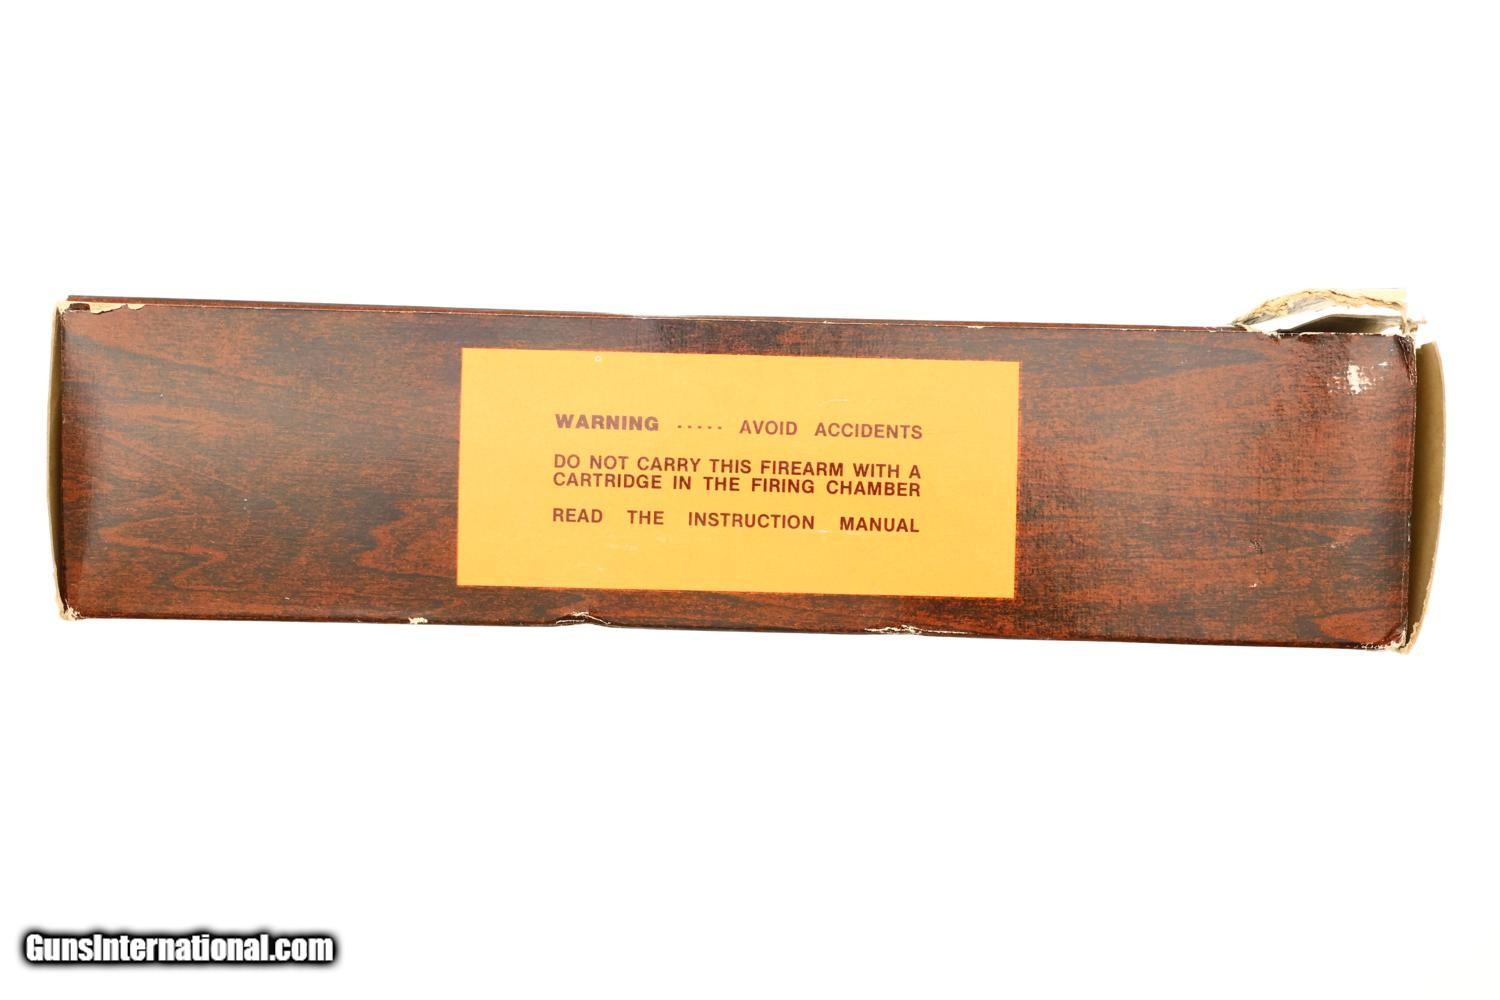 WARNING ..... AVOID ACCIDENTS
DO NOT CARRY THIS FIREARM WITH A
CARTRIDGE IN THE FIRING CHAMBER
READ THE INSTRUCTION MANUAL
GunsInternational.com